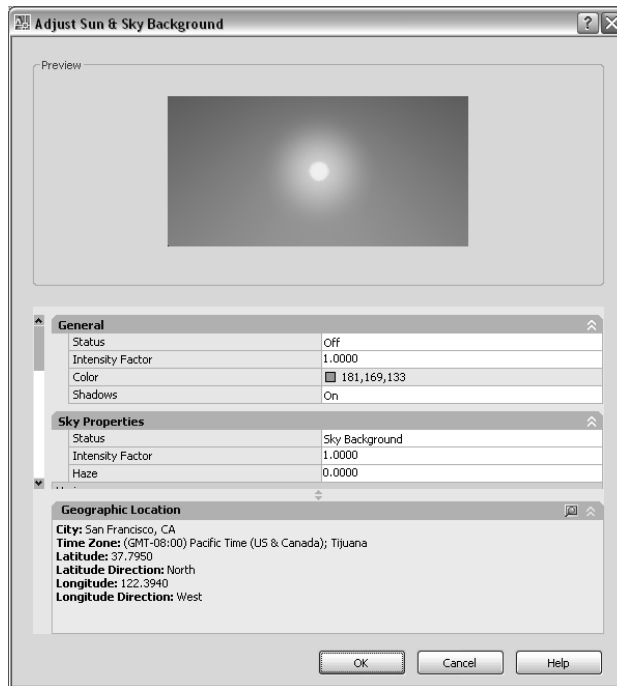 Adjust Sun & Sky Background
Preview
General
Status Off
Intensity Factor 1.0000
Color 181,169,133
Shadows On
Sky Properties
Status Sky Background
Intensity Factor 1.0000
Haze 0.0000
Geographic Location
City: San Francisco, CA
Time Zone: (GMT-08:00) Pacific Time (US & Canada); Tijuana
Latitude: 37.7950
Latitude Direction: North
Longitude: 122.3940
Longitude Direction: West
OK Cancel Help